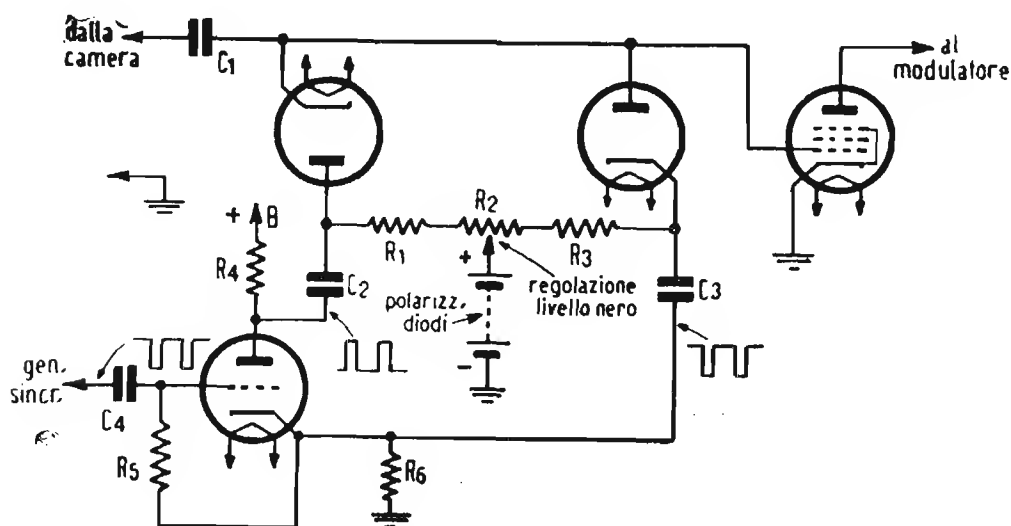 dalla
camera
C1
al
modulatore
+ B
R4
R1
R2
R3
C2
+
polarizz.
diodi
-
regolazione
livello nero
C3
gen.
sincr.
C4
R5
R6